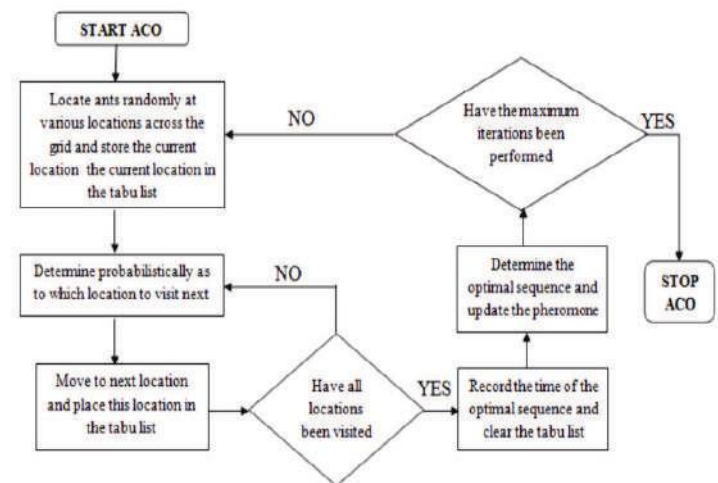 START ACO
Locate ants randomly at
various locations across the
grid and store the current
location the current location in
the tabu list
Determine probabilistically as
to which location to visit next
Move to next location
and place this location in
the tabu list
Have all
locations
been visited
NO
YES
Record the time of the
optimal sequence and
clear the tabu list
Determine the
optimal sequence and
update the pheromone
Have the maximum
iterations been
performed
NO
YES
STOP
ACO